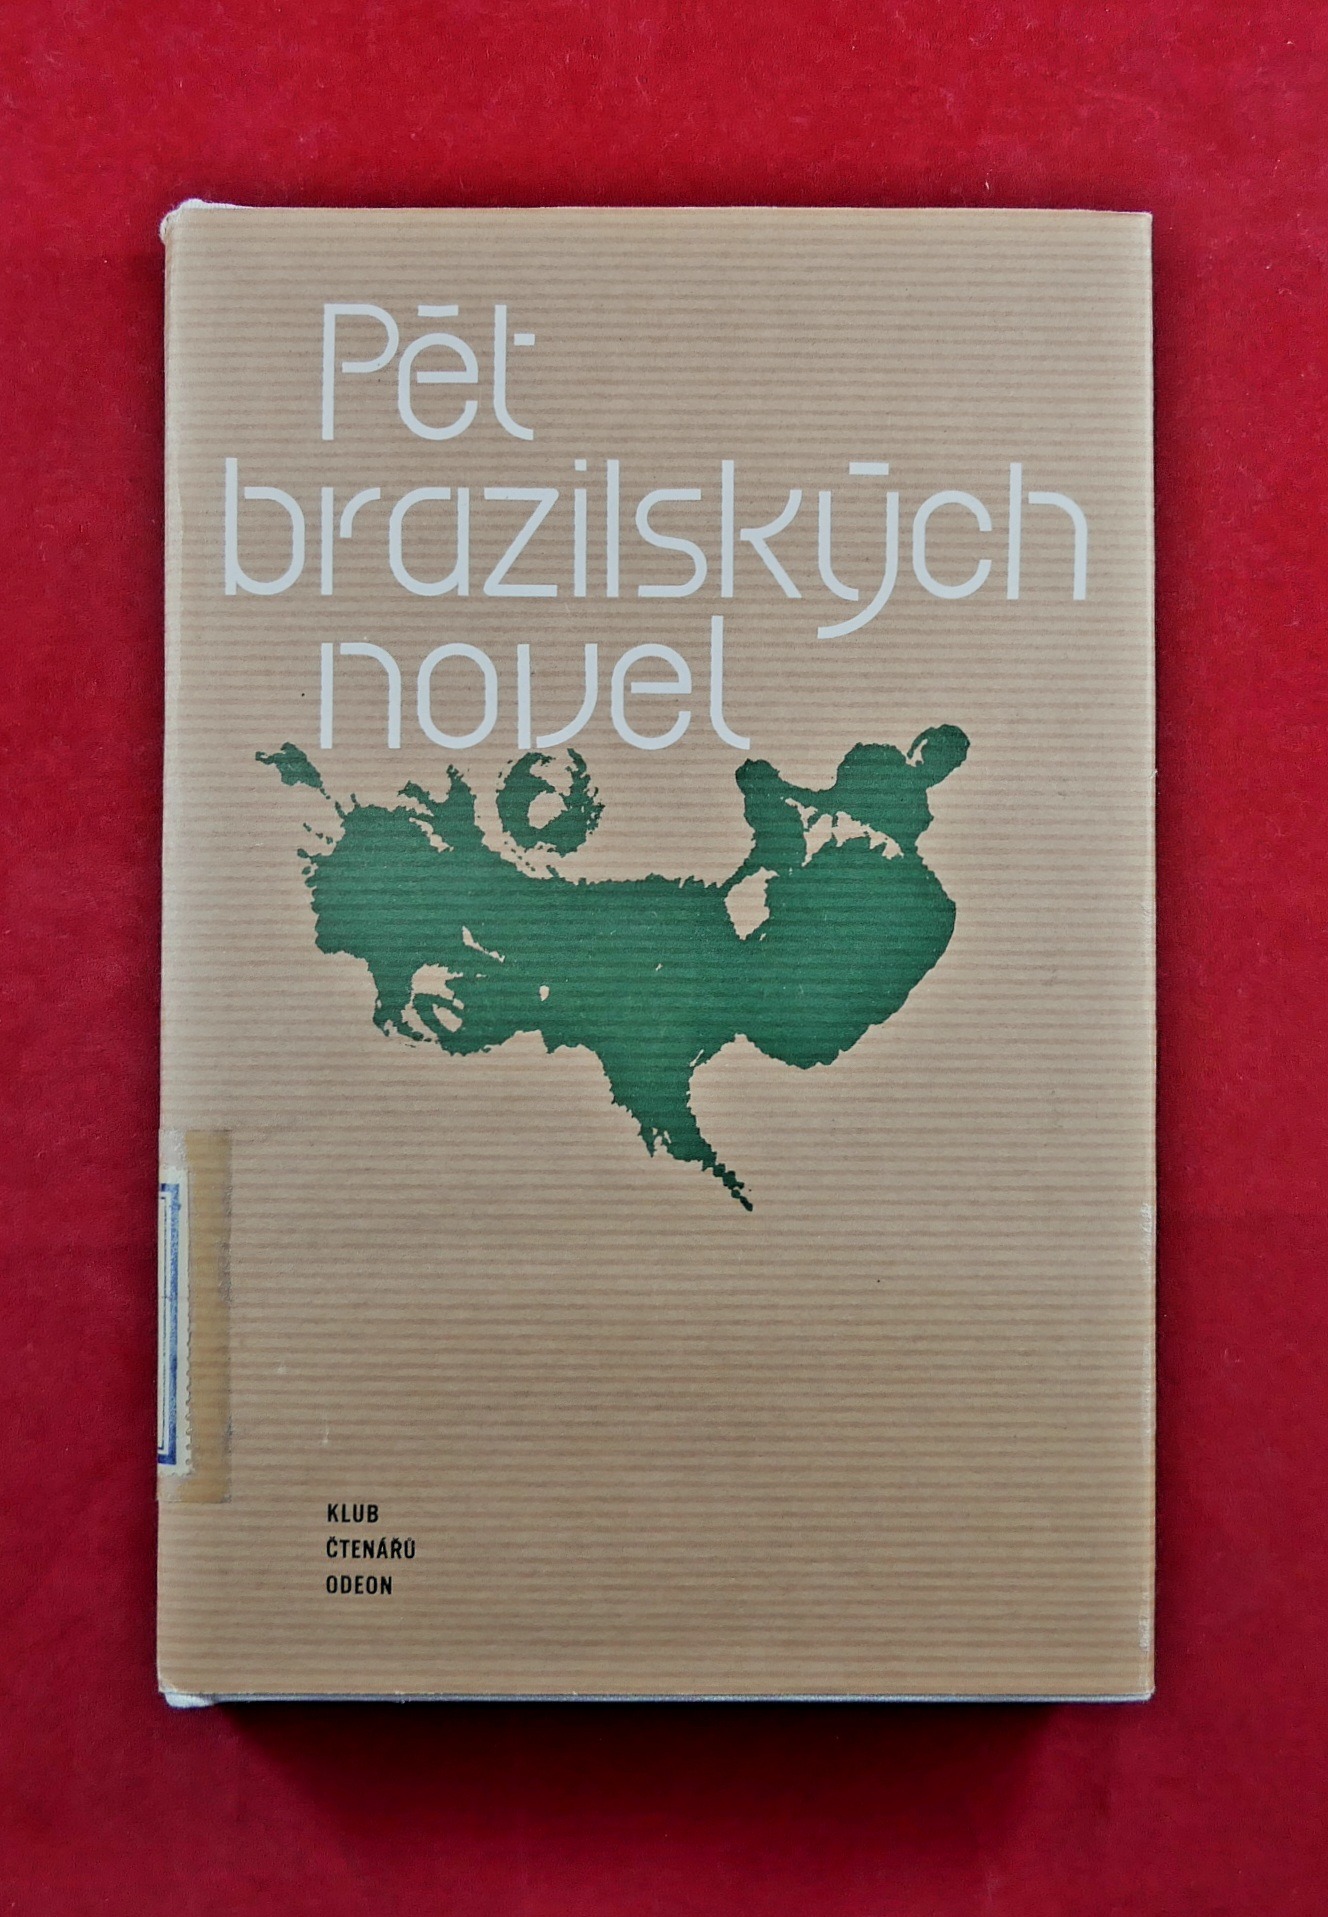 Pět
brazilských
novel
KLUB
ČTENÁŘŮ
ODEON